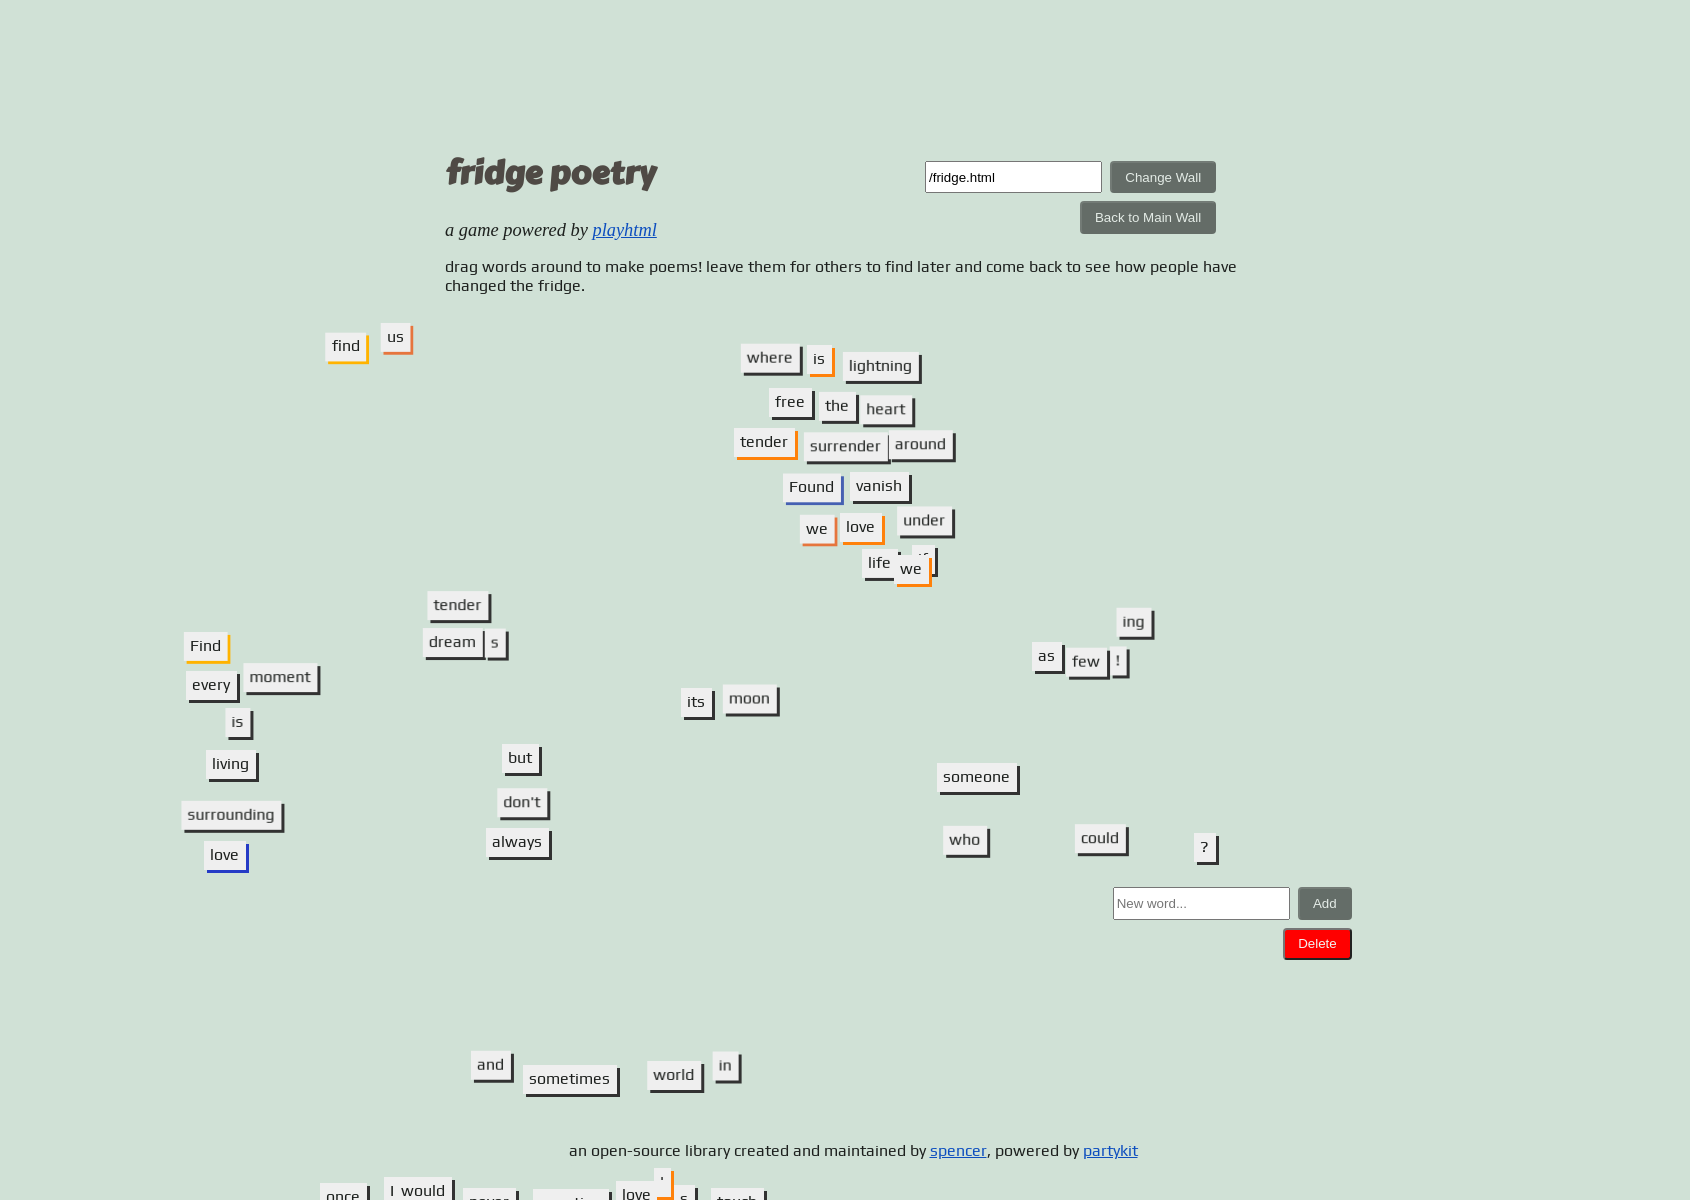 fridge poetry
/fridge.html
Change Wall
Back to Main Wall
a game powered by playhtml
drag words around to make poems! leave them for others to find later and come back to see how people have
changed the fridge.
find us
where is lightning
free the heart
tender surrender around
Found vanish
we love under
life we
tender
dream s
ing
as few !
Find
every moment
is
living
surrounding
love
its moon
but
don't
always
someone
who could ?
New word...
Add
Delete
and sometimes world in
an open-source library created and maintained by spencer, powered by partykit
once I would never love s touch